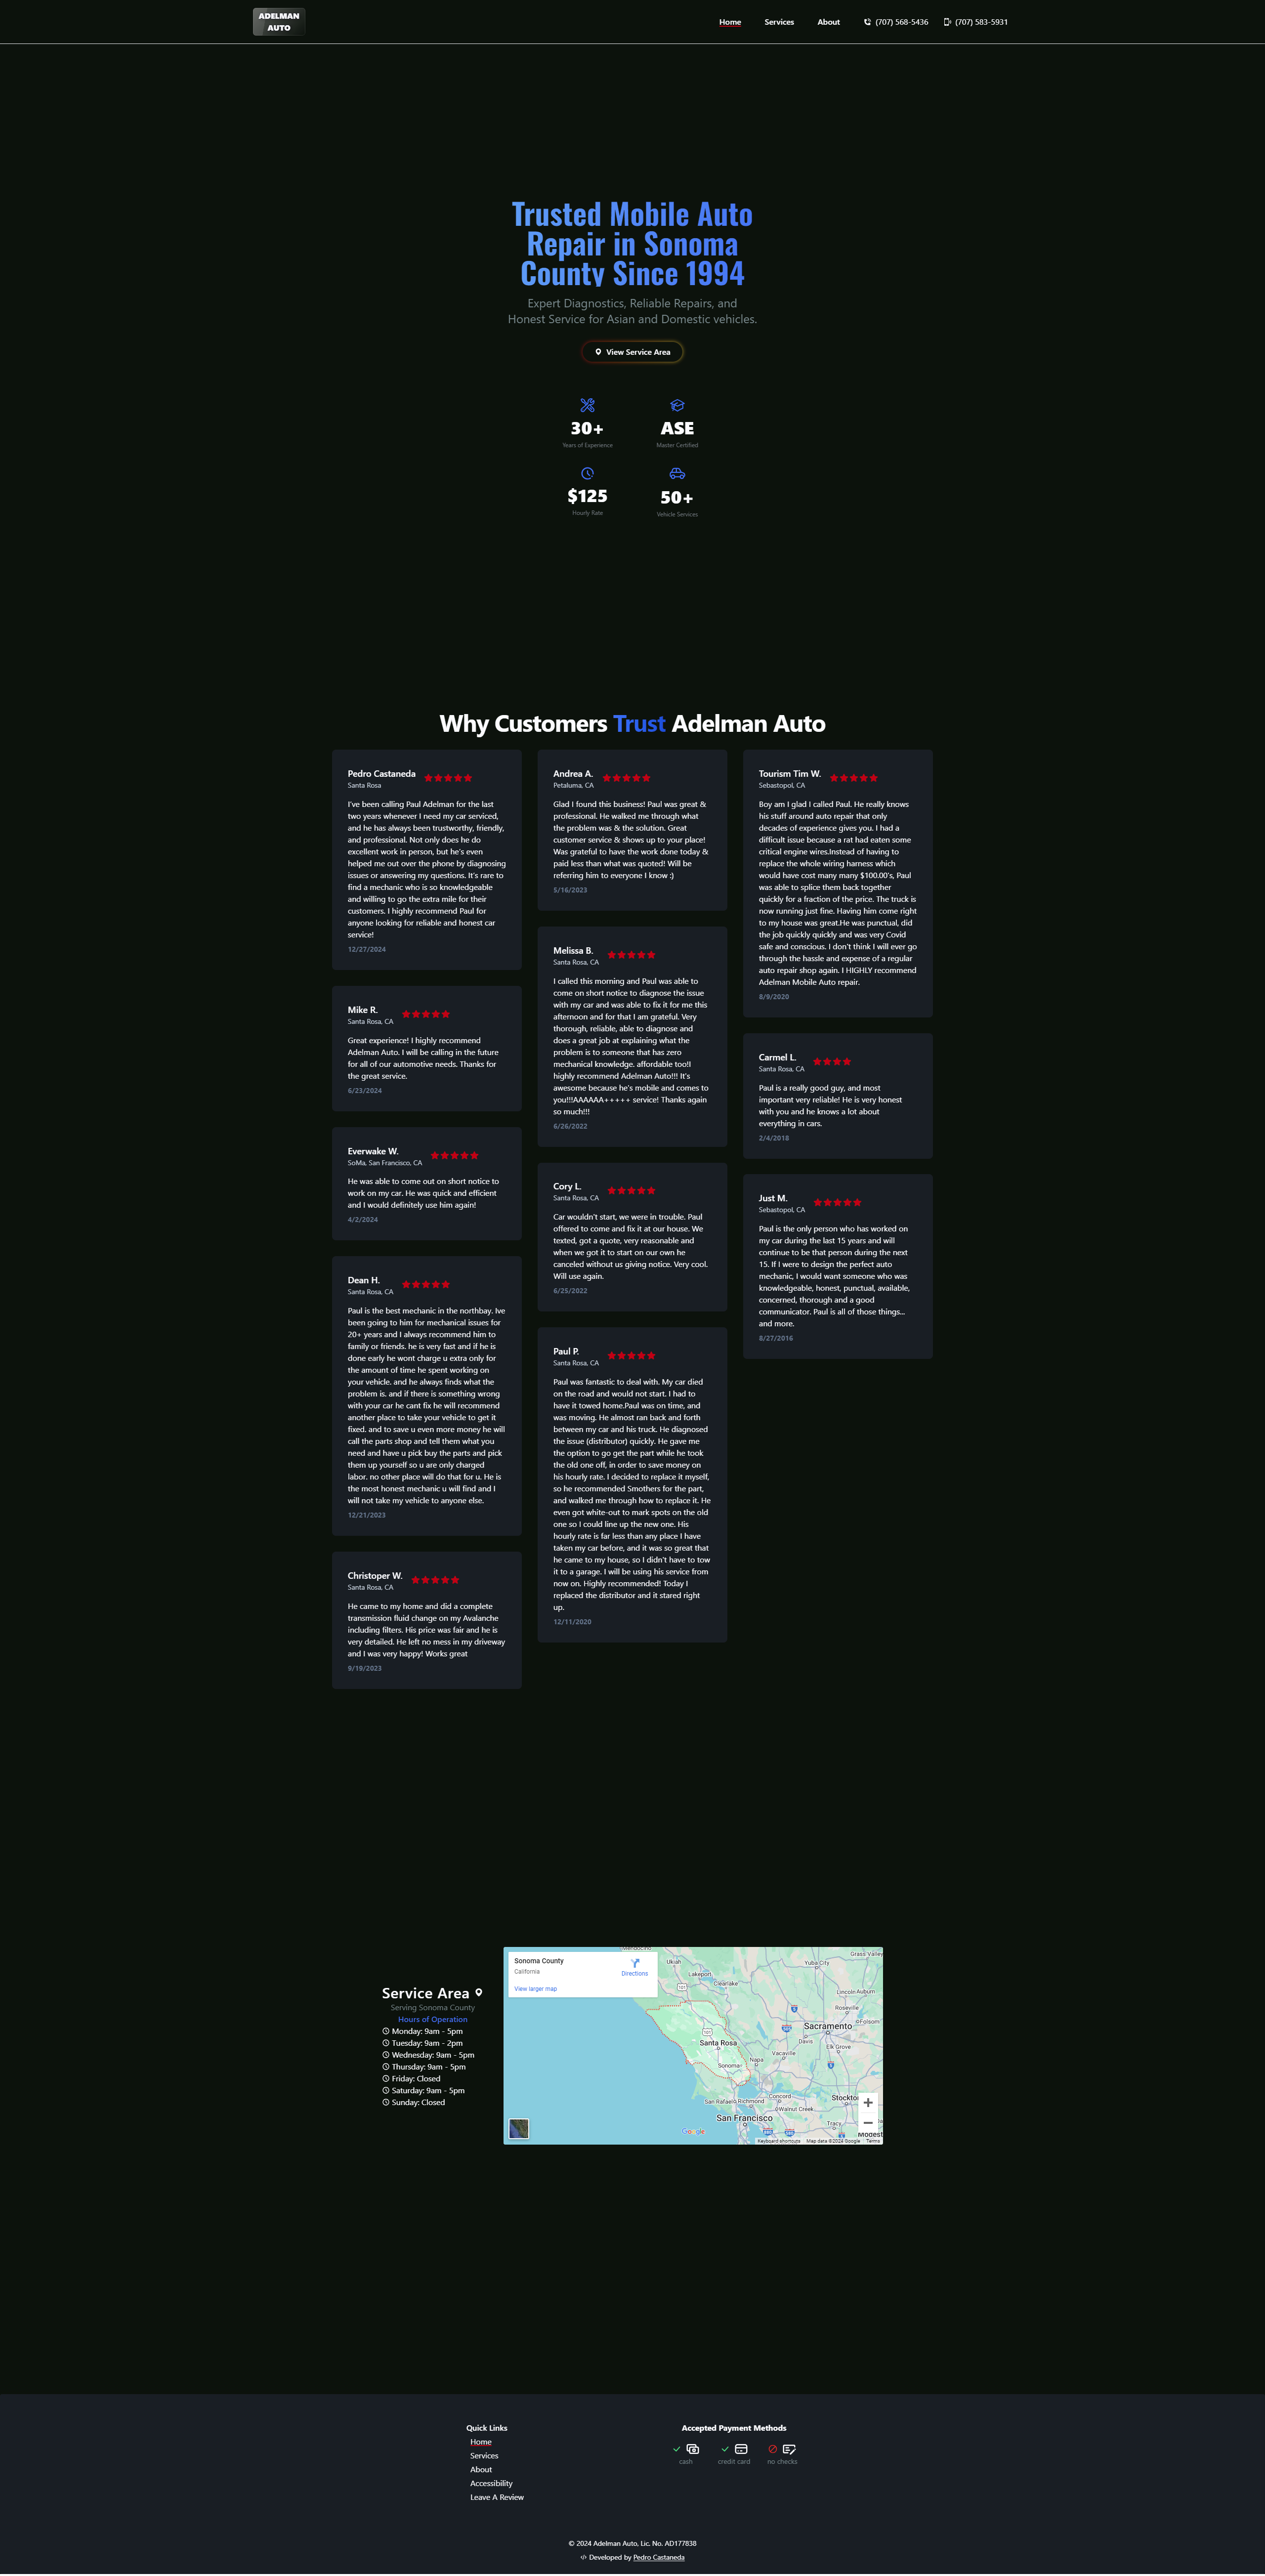 ADELMAN
AUTO
Home
Services
About
(707) 568-5436
(707) 583-5931
Trusted Mobile Auto
Repair in Sonoma
County Since 1994
Expert Diagnostics, Reliable Repairs, and
Honest Service for Asian and Domestic vehicles.
View Service Area
30+
Years of Experience
ASE
Master Certified
$125
Hourly Rate
50+
Vehicle Services
Why Customers Trust Adelman Auto
Pedro Castaneda
Santa Rosa
I've been calling Paul Adelman for the last
two years whenever I need my car serviced,
and he has always been trustworthy, friendly,
and professional. Not only does he do
excellent work in person, but he's even
helped me out over the phone by diagnosing
issues or answering my questions. It's rare to
find a mechanic who is so knowledgeable
and willing to go the extra mile for their
customers. I highly recommend Paul for
anyone looking for reliable and honest car
service!
12/27/2024
Mike R.
Santa Rosa, CA
Great experience! I highly recommend
Adelman Auto. I will be calling in the future
for all of our automotive needs. Thanks for
the great service.
6/23/2024
Everwake W.
SoMa, San Francisco, CA
He was able to come out on short notice to
work on my car. He was quick and efficient
and I would definitely use him again!
4/2/2024
Dean H.
Santa Rosa, CA
Paul is the best mechanic in the northbay. Ive
been going to him for mechanical issues for
20+ years and I always recommend him to
family or friends. he is very fast and if he is
done early he wont charge u extra only for
the amount of time he spent working on
your vehicle. and he always finds what the
problem is. and if there is something wrong
with your car he cant fix he will recommend
another place to take your vehicle to get it
fixed. and to save u even more money he will
call the parts shop and tell them what you
need and have u pick buy the parts and pick
them up yourself so u are only charged
labor. no other place will do that for u. He is
the most honest mechanic u will find and I
will not take my vehicle to anyone else.
12/21/2023
Christoper W.
Santa Rosa, CA
He came to my home and did a complete
transmission fluid change on my Avalanche
including filters. His price was fair and he is
very detailed. He left no mess in my driveway
and I was very happy! Works great
9/19/2023
Andrea A.
Petaluma, CA
Glad I found this business! Paul was great &
professional. He walked me through what
the problem was & the solution. Great
customer service & shows up to your place!
Was grateful to have the work done today &
paid less than what was quoted! Will be
referring him to everyone I know :)
5/16/2023
Melissa B.
Santa Rosa, CA
I called this morning and Paul was able to
come on short notice to diagnose the issue
with my car and was able to fix it for me this
afternoon and for that I am grateful. Very
thorough, reliable, able to diagnose and
does a great job at explaining what the
problem is to someone that has zero
mechanical knowledge. affordable too!I
highly recommend Adelman Auto!!! It's
awesome because he's mobile and comes to
you!!!AAAAAA+++++ service! Thanks again
so much!!!
6/26/2022
Cory L.
Santa Rosa, CA
Car wouldn't start, we were in trouble. Paul
offered to come and fix it at our house. We
texted, got a quote, very reasonable and
when we got it to start on our own he
canceled without us giving notice. Very cool.
Will use again.
6/25/2022
Paul P.
Santa Rosa, CA
Paul was fantastic to deal with. My car died
on the road and would not start. I had to
have it towed home.Paul was on time, and
was moving. He almost ran back and forth
between my car and his truck. He diagnosed
the issue (distributor) quickly. He gave me
the option to go get the part while he took
the old one off, in order to save money on
his hourly rate. I decided to replace it myself,
so he recommended Smothers for the part,
and walked me through how to replace it. He
even got white-out to mark spots on the old
one so I could line up the new one. His
hourly rate is far less than any place I have
taken my car before, and it was so great that
he came to my house, so I didn't have to tow
it to a garage. I will be using his service from
now on. Highly recommended! Today I
replaced the distributor and it stared right
up.
12/11/2020
Tourism Tim W.
Sebastopol, CA
Boy am I glad I called Paul. He really knows
his stuff around auto repair that only
decades of experience gives you. I had a
difficult issue because a rat had eaten some
critical engine wires.Instead of having to
replace the whole wiring harness which
would have cost many many $100.00's, Paul
was able to splice them back together
quickly for a fraction of the price. The truck is
now running just fine. Having him come right
to my house was great.He was punctual, did
the job quickly quickly and was very Covid
safe and conscious. I don't think I will ever go
through the hassle and expense of a regular
auto repair shop again. I HIGHLY recommend
Adelman Mobile Auto repair.
8/9/2020
Carmel L.
Santa Rosa, CA
Paul is a really good guy, and most
important very reliable! He is very honest
with you and he knows a lot about
everything in cars.
2/4/2018
Just M.
Sebastopol, CA
Paul is the only person who has worked on
my car during the last 15 years and will
continue to be that person during the next
15. If I were to design the perfect auto
mechanic, I would want someone who was
knowledgeable, honest, punctual, available,
concerned, thorough and a good
communicator. Paul is all of those things...
and more.
8/27/2016
Service Area
Serving Sonoma County
Hours of Operation
Monday: 9am - 5pm
Tuesday: 9am - 2pm
Wednesday: 9am - 5pm
Thursday: 9am - 5pm
Friday: Closed
Saturday: 9am - 5pm
Sunday: Closed
Sonoma County
California
Directions
View larger map
Mendocino
Ukiah
Lakeport
Clearlake
101
Yuba City
Grass Valley
Lincoln
Auburn
Roseville
Folsom
Sacramento
Davis
Elk Grove
101
Santa Rosa
Napa
Vacaville
Sonoma
San Rafael
Richmond
Concord
Walnut Creek
Stockton
San Francisco
Tracy
Modest
Google
Keyboard shortcuts
Map data ©2024 Google
Terms
Quick Links
Home
Services
About
Accessibility
Leave A Review
Accepted Payment Methods
cash
credit card
no checks
© 2024 Adelman Auto, Lic. No. AD177838
Developed by Pedro Castaneda